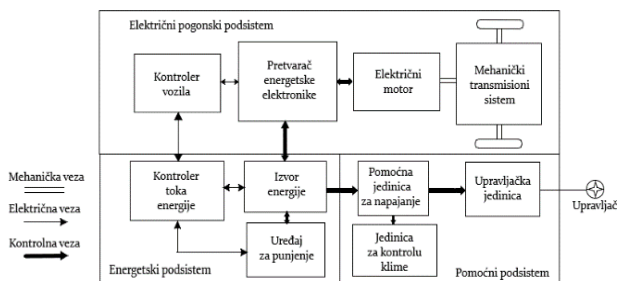 Električni pogonski podsistem
Kontroler
vozila
Pretvarač
energetske
elektronike
Električni
motor
Mehanički
transmisioni
sistem
Mehanička veza
Električna veza
Kontrolna veza
Kontroler
toka
energije
Izvor
energije
Uređaj
za punjenje
Energetski podsistem
Pomoćna
jedinica
za napajanje
Jedinica
za kontrolu
klime
Upravljačka
jedinica
Upravljač
Pomoćni podsistem